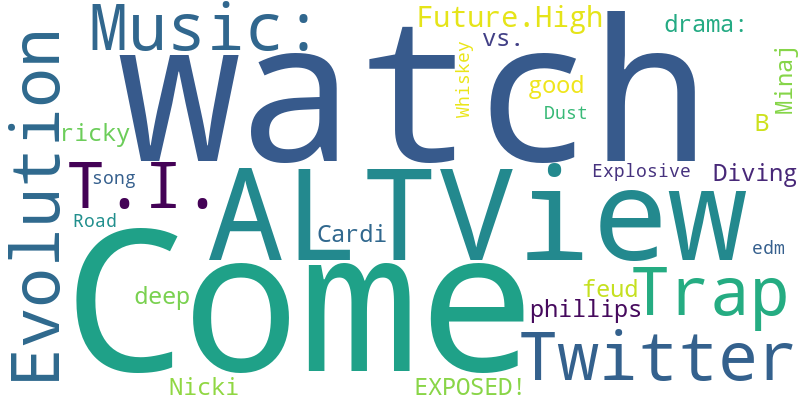 Music:
Future.High
drama:
vs.
Watch
Whiskey
good
Minaj
Dust
B
Evolution
ricky
T.I.
song
ALTView
Explosive
Diving
Road
Cardi
edm
Come
deep
feud
Trap
phillips
Twitter
Nicki
EXPOSED!